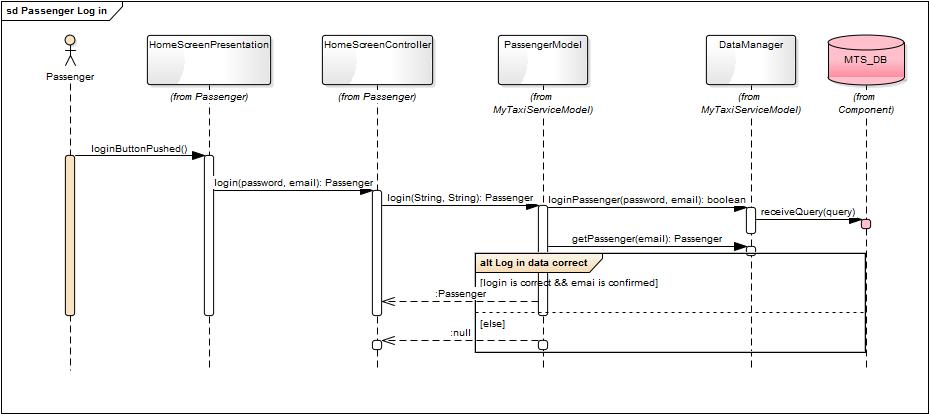 sd Passenger Log in
Passenger
HomeScreenPresentation
(from Passenger)
HomeScreenController
(from Passenger)
PassengerModel
(from
MyTaxiServiceModel)
DataManager
(from
MyTaxiServiceModel)
MTS_DB
(from
Component)
loginButtonPushed()
login(password, email): Passenger
login(String, String): Passenger
loginPassenger(password, email): boolean
receiveQuery(query)
getPassenger(email): Passenger
alt Log in data correct
[login is correct && emai is confirmed]
:Passenger
[else]
:null